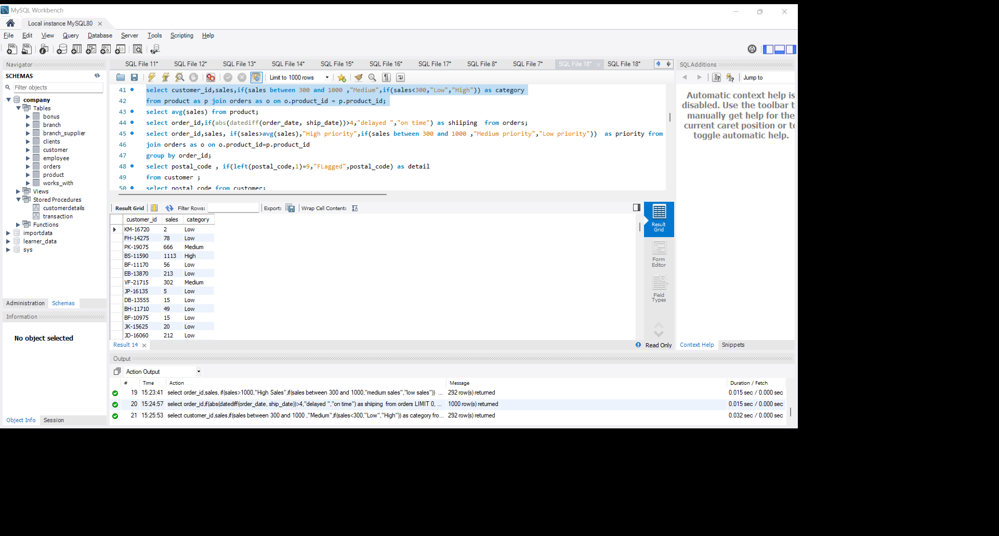 MySQL Workbench
Local instance MySQL80
File Edit View Query Database Server Tools Scripting Help
Navigator
SCHEMAS
Filter objects
company
Tables
bonus
branch
branch_supplier
clients
customer
employee
orders
product
works_with
Views
Stored Procedures
customerdetails
transaction
Functions
importdata
learner_data
sys
Administration Schemas
Information
No object selected
Object Info Session
SQL File 11* SQL File 12* SQL File 13* SQL File 14* SQL File 15* SQL File 16* SQL File 17* SQL File 8* SQL File 7* SQL File 18* SQL File 18*
Limit to 1000 rows
41 select customer_id,sales,if(sales between 300 and 1000 ,"Medium",if(sales<300,"Low","High")) as category
42 from product as p join orders as o on o.product_id = p.product_id;
43 select avg(sales) from product;
44 select order_id,if(abs(datediff(order_date, ship_date))>4,"delayed ","on time") as shiiping  from orders;
45 select order_id,sales, if(sales>avg(sales),"High priority",if(sales between 300 and 1000 ,"Medium priority","Low priority"))  as priority from
46 join orders as o on o.product_id=p.product_id
47 group by order_id;
48 select postal_code , if(left(postal_code,1)=9,"FLagged",postal_code) as detail
49 from customer ;
50 select postal_code from customer;
Result Grid Filter Rows: Export: Wrap Cell Content:
customer_id sales category
KM-16720 2 Low
FH-14275 78 Low
PK-19075 666 Medium
BS-11590 1113 High
BF-11170 56 Low
EB-13870 213 Low
VF-21715 302 Medium
JP-16135 5 Low
DB-13555 15 Low
BH-11710 49 Low
BF-10975 15 Low
JK-15625 20 Low
JD-16060 212 Low
Result Grid
Form Editor
Field Types
Result 14
Read Only
SQLAdditions
Jump to
Automatic context help is
disabled. Use the toolbar t
manually get help for the
current caret position or to
toggle automatic help.
Context Help Snippets
Output
Action Output
# Time Action Message Duration / Fetch
19 15:23:41 select order_id,sales, if(sales>1000,"High Sales",if(sales between 300 and 1000,"medium sales","low sales")) ... 292 row(s) returned 0.015 sec / 0.000 sec
20 15:24:57 select order_id,if(abs(datediff(order_date, ship_date))>4,"delayed ","on time") as shiiping  from orders LIMIT 0, ... 1000 row(s) returned 0.015 sec / 0.000 sec
21 15:25:53 select customer_id,sales,if(sales between 300 and 1000 ,"Medium",if(sales<300,"Low","High")) as category fro... 292 row(s) returned 0.032 sec / 0.000 sec